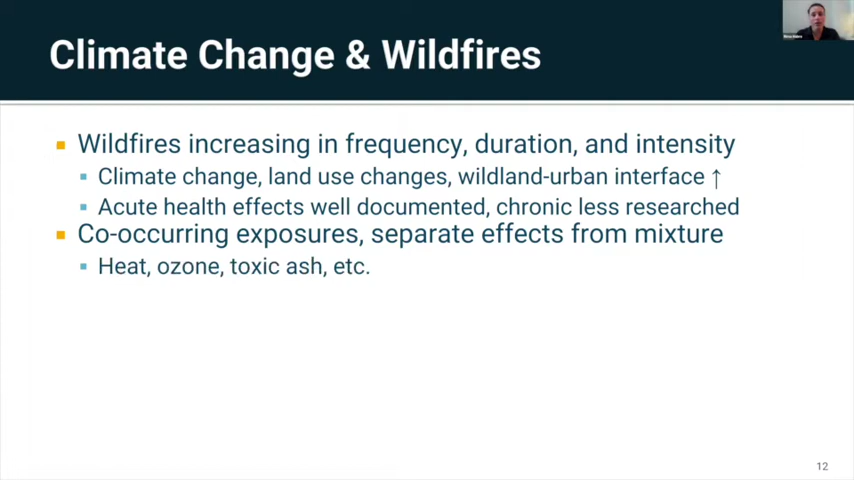 Climate Change & Wildfires
Wildfires increasing in frequency, duration, and intensity
Climate change, land use changes, wildland-urban interface ↑
Acute health effects well documented, chronic less researched
Co-occurring exposures, separate effects from mixture
Heat, ozone, toxic ash, etc.
12